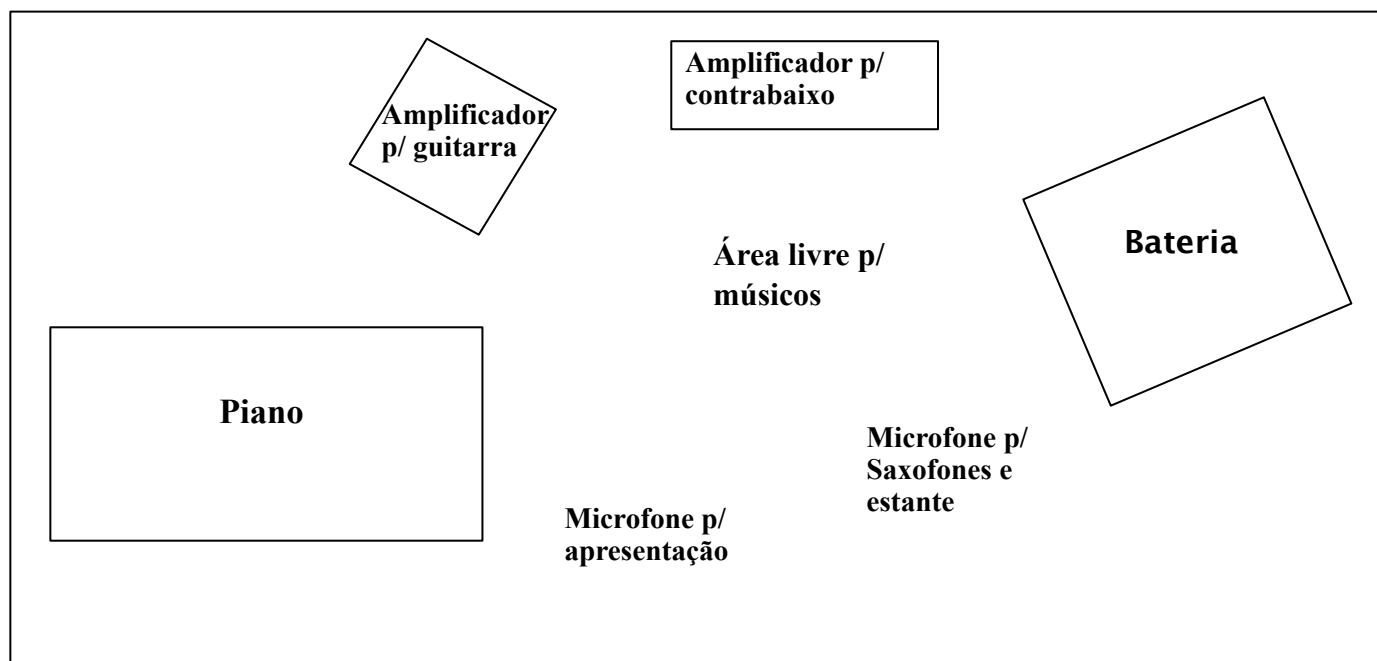 Amplificador p/
contrabaixo
Amplificador
p/ guitarra
Bateria
Área livre p/
músicos
Piano
Microfone p/
Saxofones e
estante
Microfone p/
apresentação